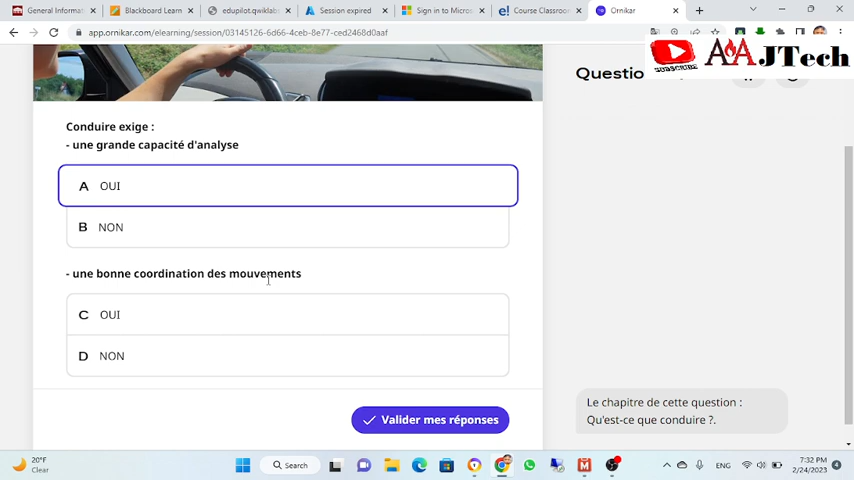 General Informat
Blackboard Learn
edupilot.qwiklab
Session expired
Sign in to Micros
Course Classroom
Ornikar
app.ornikar.com/elearning/session/03145126-6d66-4ceb-8e77-ced2468d0aaf
SUBSCRIBE
AAJTech
Questio
Conduire exige :
- une grande capacité d'analyse
A OUI
B NON
- une bonne coordination des mouvements
C OUI
D NON
Valider mes réponses
Le chapitre de cette question :
Qu'est-ce que conduire ?.
20°F
Clear
Search
ENG
7:32 PM
2/24/2023